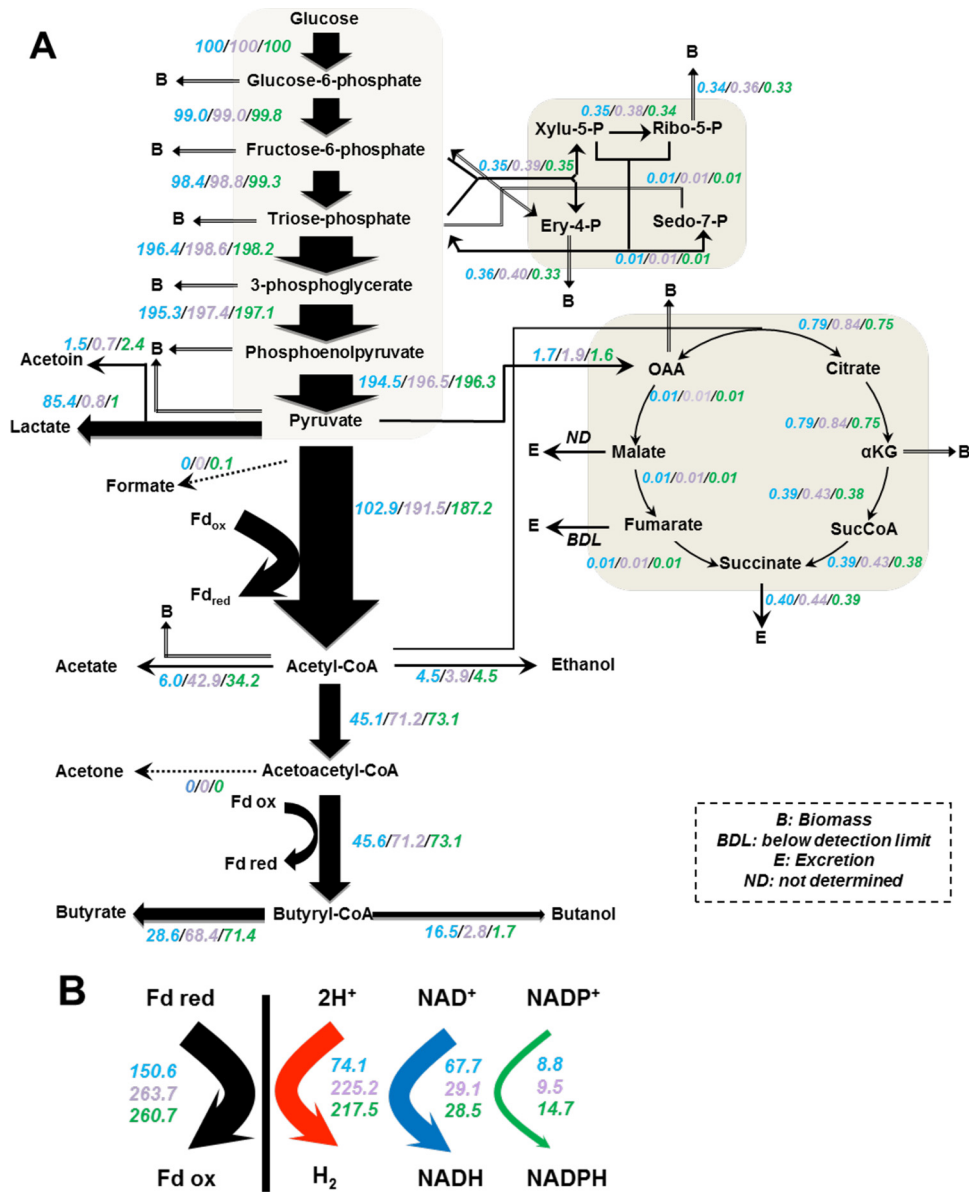 A
Glucose
100/100/100
B
Glucose-6-phosphate
99.0/99.0/99.8
B
Fructose-6-phosphate
98.4/98.8/99.3
B
Triose-phosphate
196.4/198.6/198.2
B
3-phosphoglycerate
195.3/197.4/197.1
B
Phosphoenolpyruvate
194.5/196.5/196.3
Pyruvate
1.5/0.7/2.4
Acetoin
85.4/0.8/1
Lactate
0/0/0.1
Formate
102.9/191.5/187.2
Fdox
Fdred
B
Acetate
6.0/42.9/34.2
Acetyl-CoA
4.5/3.9/4.5
Ethanol
45.1/71.2/73.1
Acetone
0/0/0
Acetoacetyl-CoA
Fd ox
45.6/71.2/73.1
Fd red
Butyrate
28.6/68.4/71.4
Butyryl-CoA
16.5/2.8/1.7
Butanol
B
0.34/0.36/0.33
0.35/0.38/0.34
Xylu-5-P
Ribo-5-P
0.35/0.39/0.35
0.01/0.01/0.01
Ery-4-P
Sedo-7-P
0.36/0.40/0.33
0.01/0.01/0.01
B
B
0.79/0.84/0.75
1.7/1.9/1.6
OAA
Citrate
0.01/0.01/0.01
0.79/0.84/0.75
E
ND
Malate
αKG
B
0.01/0.01/0.01
0.39/0.43/0.38
E
BDL
Fumarate
SucCoA
0.01/0.01/0.01
Succinate
0.39/0.43/0.38
0.40/0.44/0.39
E
B: Biomass
BDL: below detection limit
E: Excretion
ND: not determined
B
Fd red
2H+
NAD+
NADP+
150.6
263.7
260.7
74.1
225.2
217.5
67.7
29.1
28.5
8.8
9.5
14.7
Fd ox
H2
NADH
NADPH